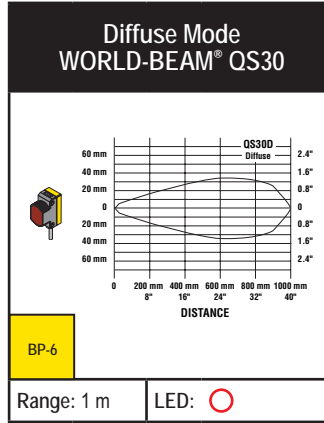 Diffuse Mode
WORLD-BEAM® QS30
QS30D
Diffuse
60 mm 2.4"
40 mm 1.6"
20 mm 0.8"
0 0
20 mm 0.8"
40 mm 1.6"
60 mm 2.4"
0 200 mm 400 mm 600 mm 800 mm 1000 mm
8" 16" 24" 32" 40"
DISTANCE
BP-6
Range: 1 m LED: